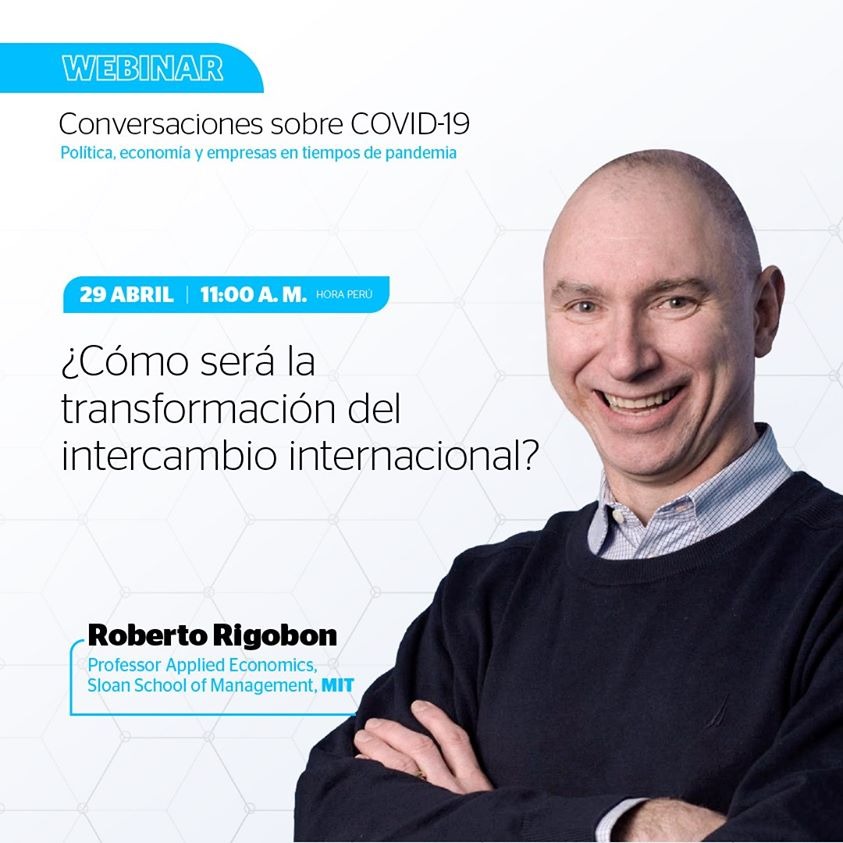 WEBINAR
Conversaciones sobre COVID-19
Política, economía y empresas en tiempos de pandemia
29 ABRIL | 11:00 A. M. HORA PERÚ
¿Cómo será la
transformación del
intercambio internacional?
Roberto Rigobon
Professor Applied Economics,
Sloan School of Management, MIT